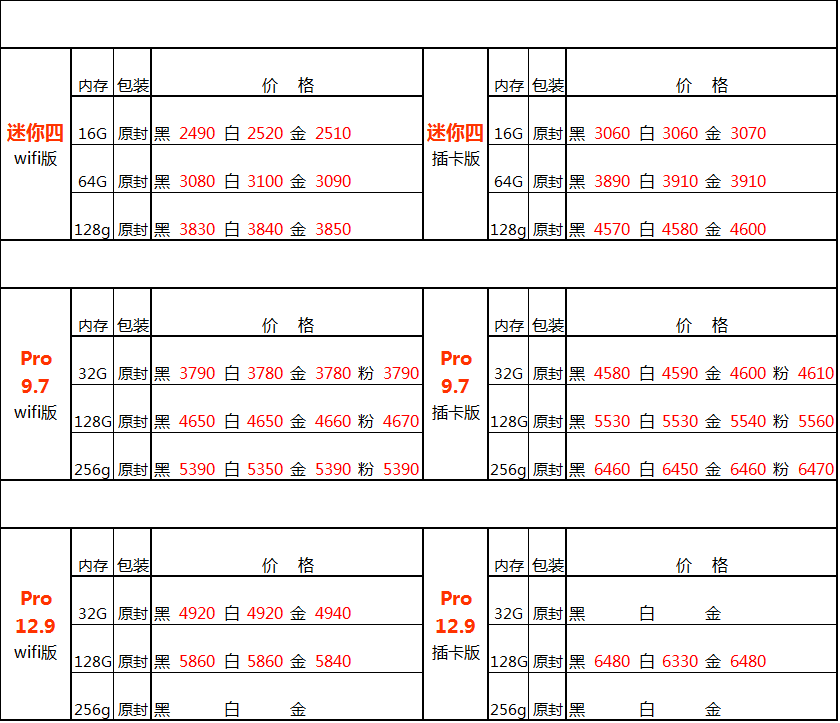 内存 包装 价 格 内存 包装 价 格
迷你四 16G 原封 黑 2490 白 2520 金 2510 迷你四 16G 原封 黑 3060 白 3060 金 3070
wifi版 插卡版
64G 原封 黑 3080 白 3100 金 3090 64G 原封 黑 3890 白 3910 金 3910
128g 原封 黑 3830 白 3840 金 3850 128g 原封 黑 4570 白 4580 金 4600
内存 包装 价 格 内存 包装 价 格
Pro Pro
32G 原封 黑 3790 白 3780 金 3780 粉 3790 32G 原封 黑 4580 白 4590 金 4600 粉 4610
9.7 9.7
wifi版 插卡版
128G 原封 黑 4650 白 4650 金 4660 粉 4670 128G 原封 黑 5530 白 5530 金 5540 粉 5560
256g 原封 黑 5390 白 5350 金 5390 粉 5390 256g 原封 黑 6460 白 6450 金 6460 粉 6470
内存 包装 价 格 内存 包装 价 格
Pro Pro
32G 原封 黑 4920 白 4920 金 4940 32G 原封 黑 白 金
12.9 12.9
wifi版 插卡版
128G 原封 黑 5860 白 5860 金 5840 128G 原封 黑 6480 白 6330 金 6480
256g 原封 黑 白 金 256g 原封 黑 白 金